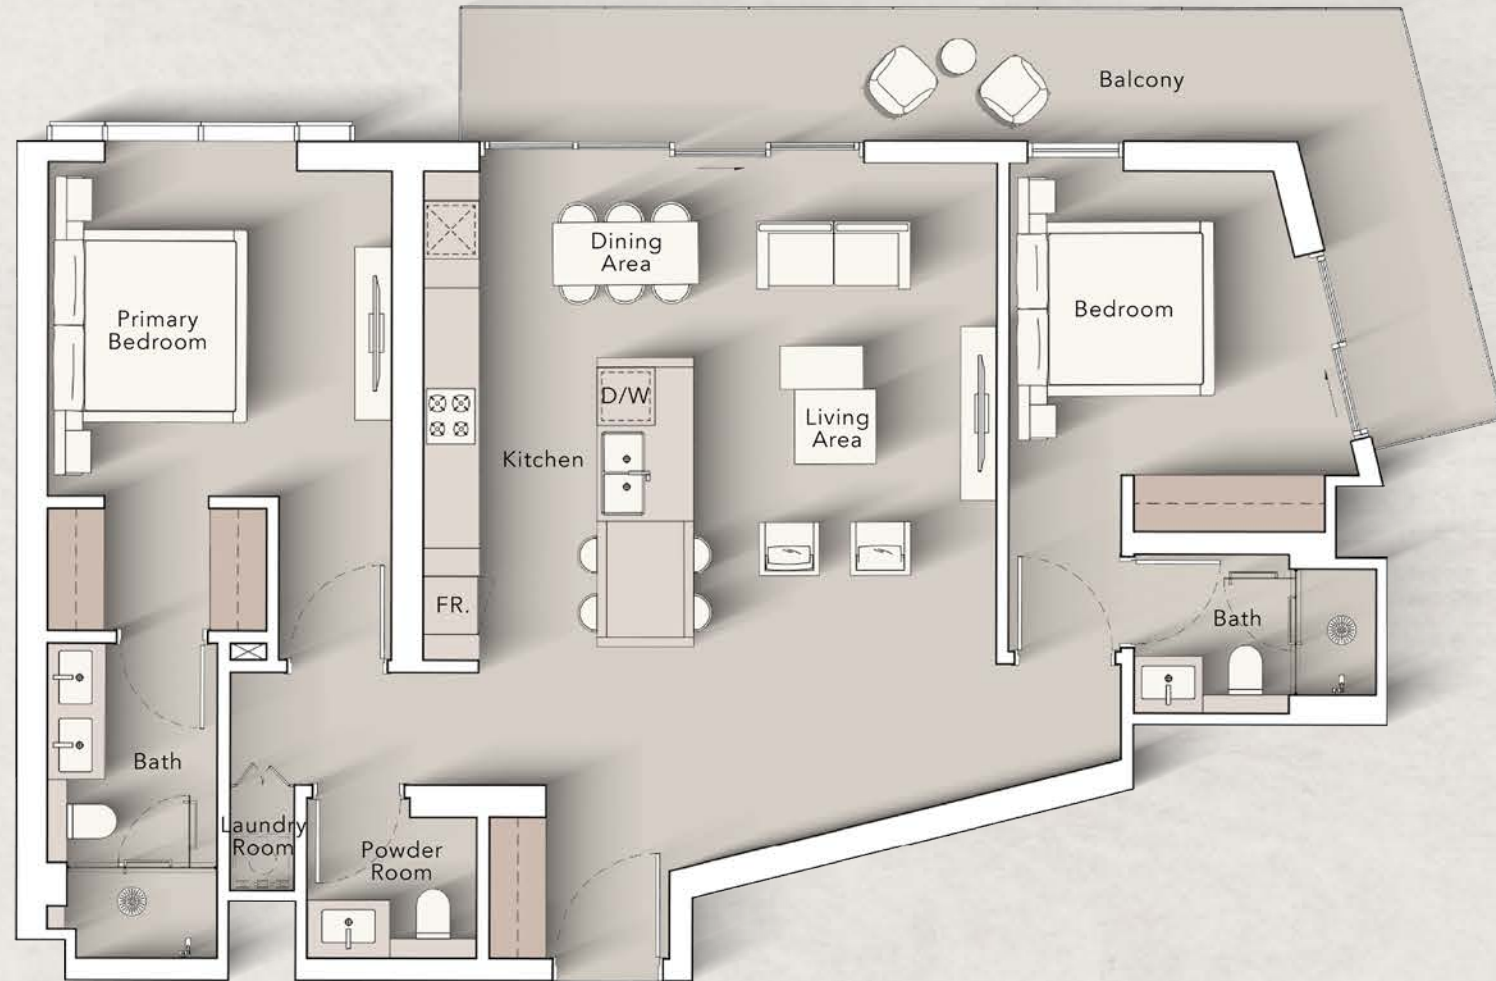 Balcony
Dining
Area
Primary
Bedroom
Bedroom
D/W
Living
Area
Kitchen
FR.
Bath
Bath
Laundry
Room
Powder
Room